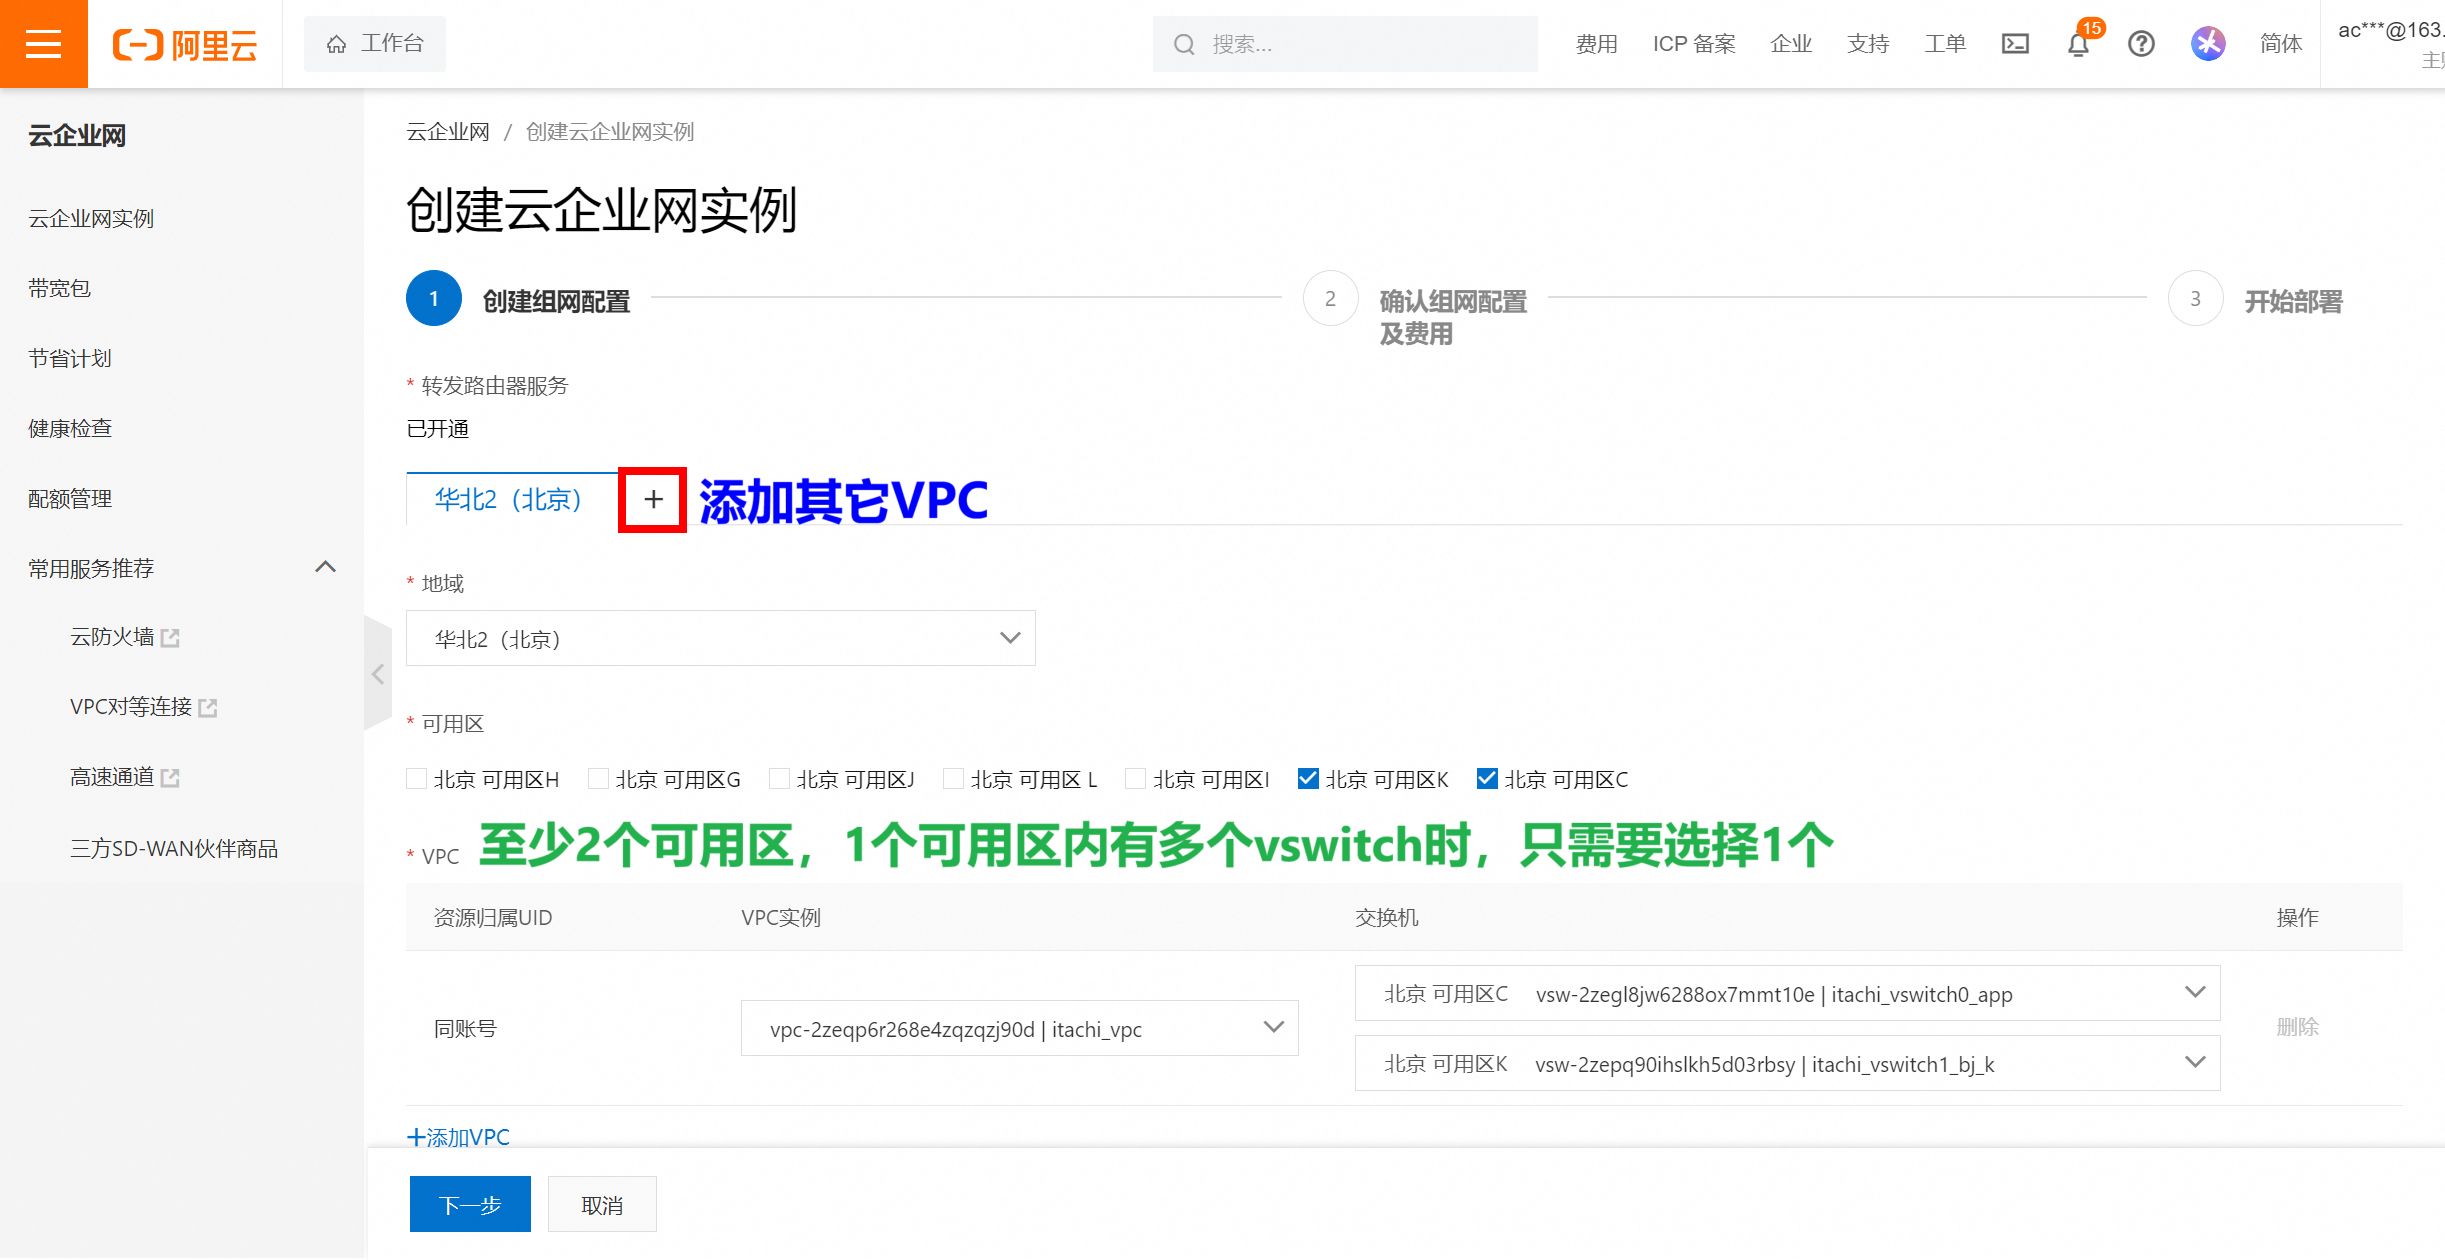 阿里云
工作台
搜索...
费用
ICP 备案
企业
支持
工单
15
简体
ac***@163.
云企业网
云企业网实例
带宽包
节省计划
健康检查
配额管理
常用服务推荐
云防火墙
VPC对等连接
高速通道
三方SD-WAN伙伴商品
云企业网 / 创建云企业网实例
创建云企业网实例
1 创建组网配置
2 确认组网配置
及费用
3 开始部署
* 转发路由器服务
已开通
华北2（北京） + 添加其它VPC
* 地域
华北2（北京）
* 可用区
北京 可用区H 北京 可用区G 北京 可用区J 北京 可用区 L 北京 可用区I 北京 可用区K 北京 可用区C
* VPC 至少2个可用区，1个可用区内有多个vswitch时，只需要选择1个
资源归属UID VPC实例 交换机 操作
同账号
vpc-2zeqp6r268e4zqzqzj90d | itachi_vpc
北京 可用区C vsw-2zegl8jw6288ox7mmt10e | itachi_vswitch0_app
北京 可用区K vsw-2zepq90ihslkh5d03rbsy | itachi_vswitch1_bj_k
删除
+添加VPC
下一步 取消